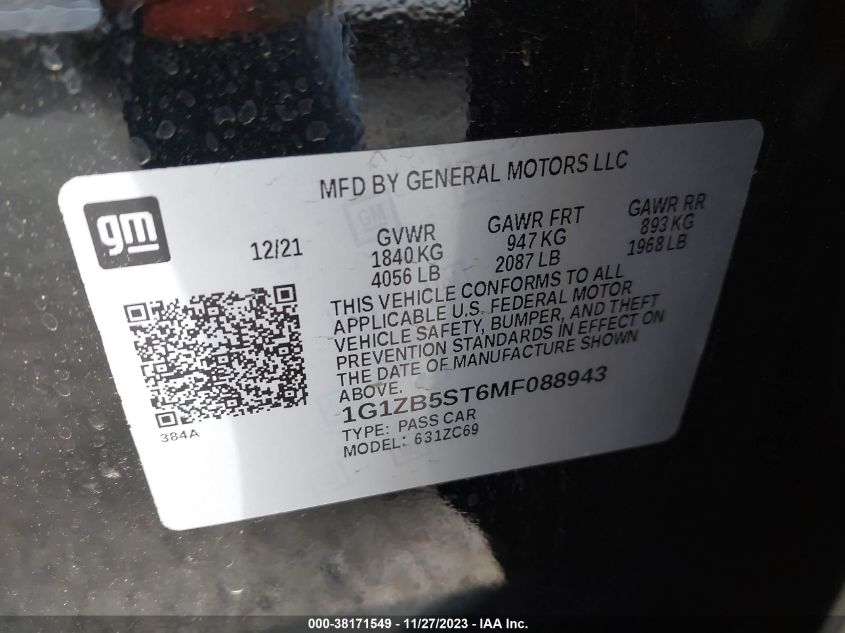 MFD BY GENERAL MOTORS LLC
gm
12/21
GVWR
1840 KG
4056 LB
GAWR FRT
947 KG
2087 LB
GAWR RR
893 KG
1968 LB
THIS VEHICLE CONFORMS TO ALL
APPLICABLE U.S. FEDERAL MOTOR
VEHICLE SAFETY, BUMPER, AND THEFT
PREVENTION STANDARDS IN EFFECT ON
THE DATE OF MANUFACTURE SHOWN
ABOVE.
1G1ZB5ST6MF088943
TYPE: PASS CAR
MODEL: 631ZC69
384A
000-38171549 — 11/27/2023 — IAA Inc.